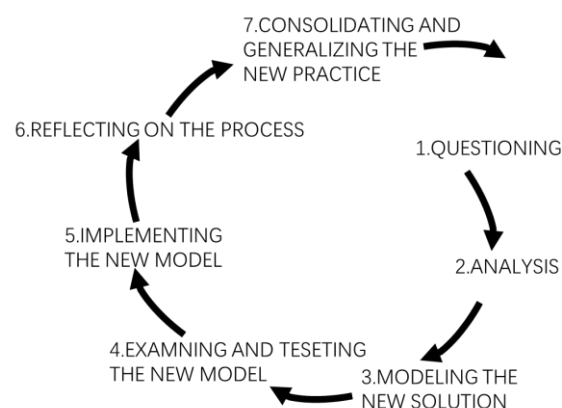 7.CONSOLIDATING AND
GENERALIZING THE
NEW PRACTICE
6.REFLECTING ON THE PROCESS
1.QUESTIONING
5.IMPLEMENTING
THE NEW MODEL
2.ANALYSIS
4.EXAMNING AND TESETING
THE NEW MODEL
3.MODELING THE
NEW SOLUTION